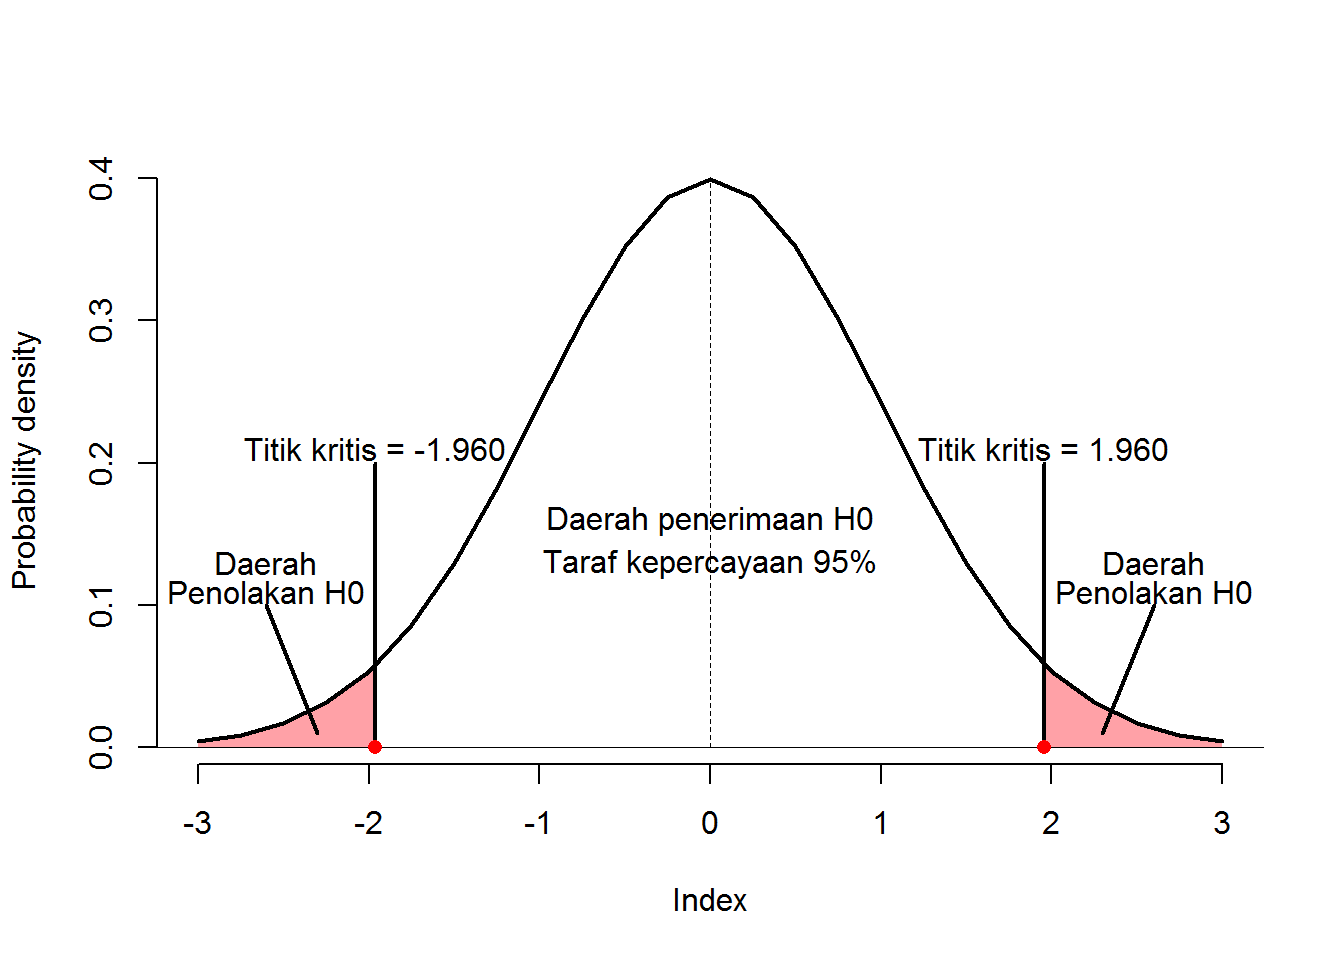 Probability density
0.4
0.3
0.2
0.1
0.0
Titik kritis = -1.960
Titik kritis = 1.960
Daerah penerimaan H0
Taraf kepercayaan 95%
Daerah
Penolakan H0
Daerah
Penolakan H0
-3 -2 -1 0 1 2 3
Index